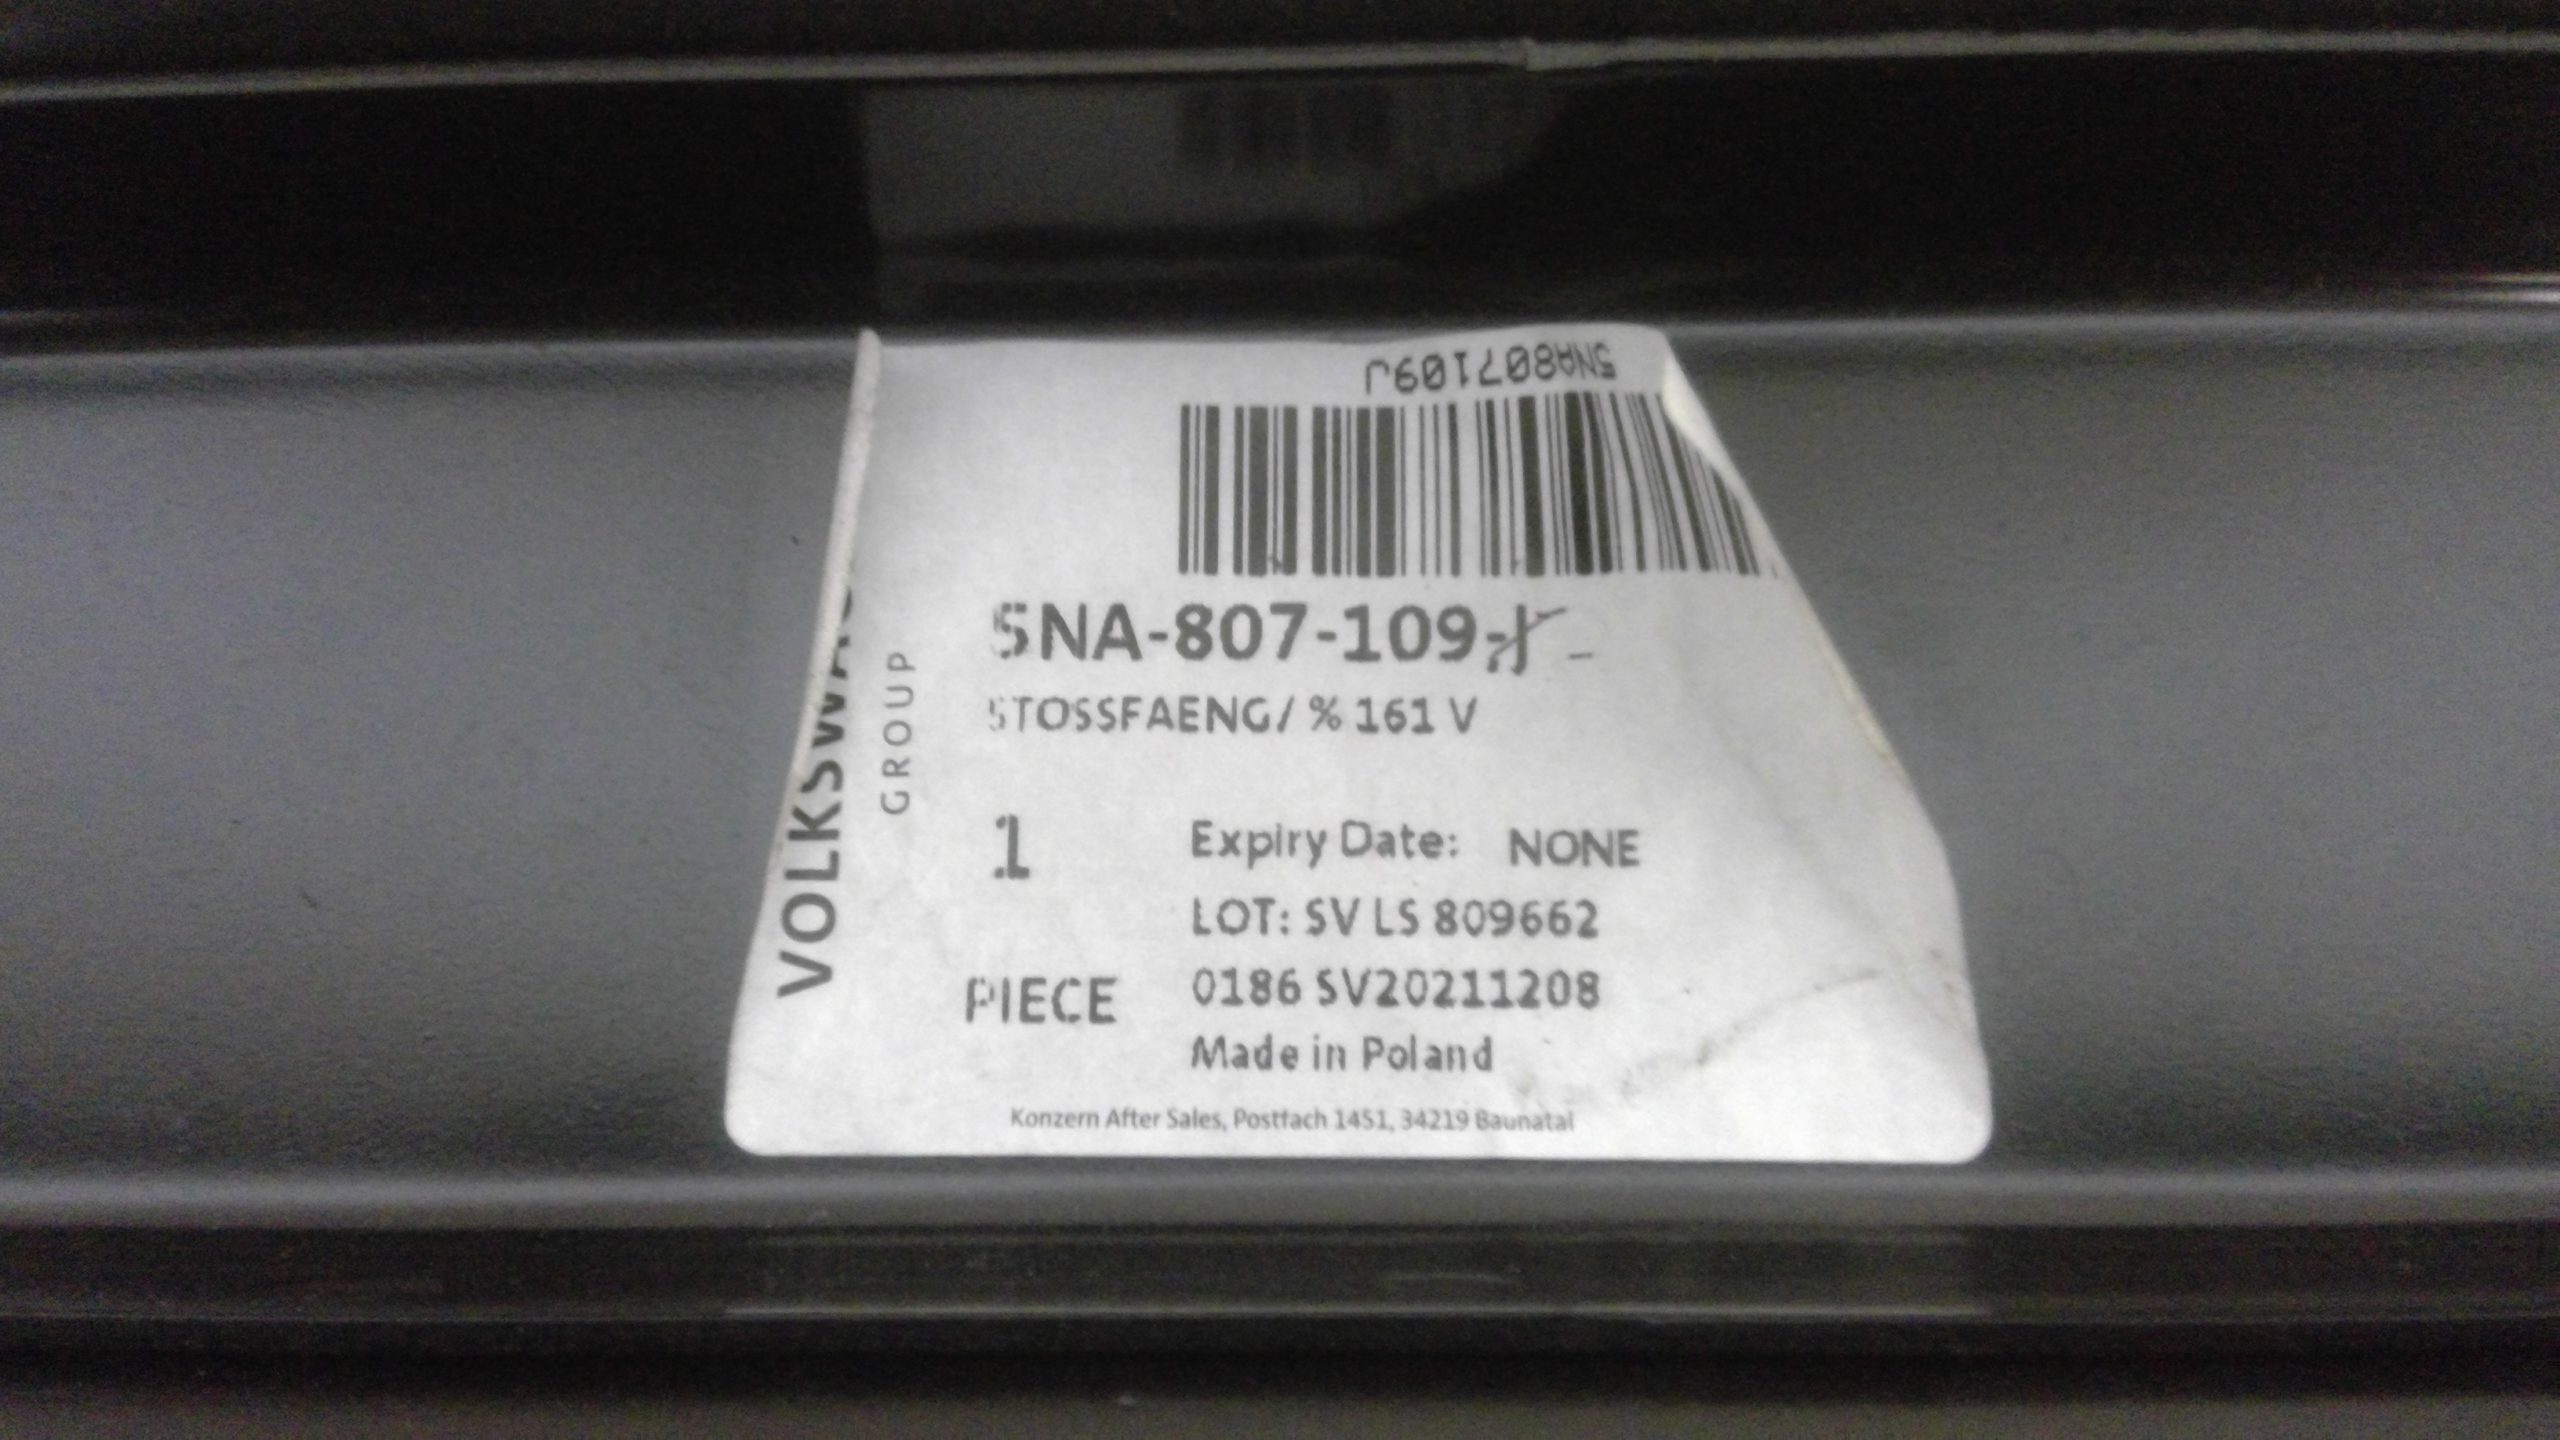 5NA807109J
5NA-807-109-J
STOSSFAENG/ % 161 V
1
PIECE
Expiry Date: NONE
LOT: SV LS 809662
0186 SV20211208
Made in Poland
Konzern After Sales, Postfach 1451, 34219 Baunatal
GROUP